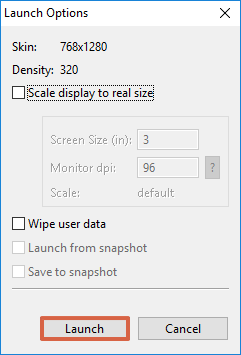 Launch Options
Skin: 768x1280
Density: 320
Scale display to real size
Screen Size (in): 3
Monitor dpi: 96 ?
Scale: default
Wipe user data
Launch from snapshot
Save to snapshot
Launch Cancel